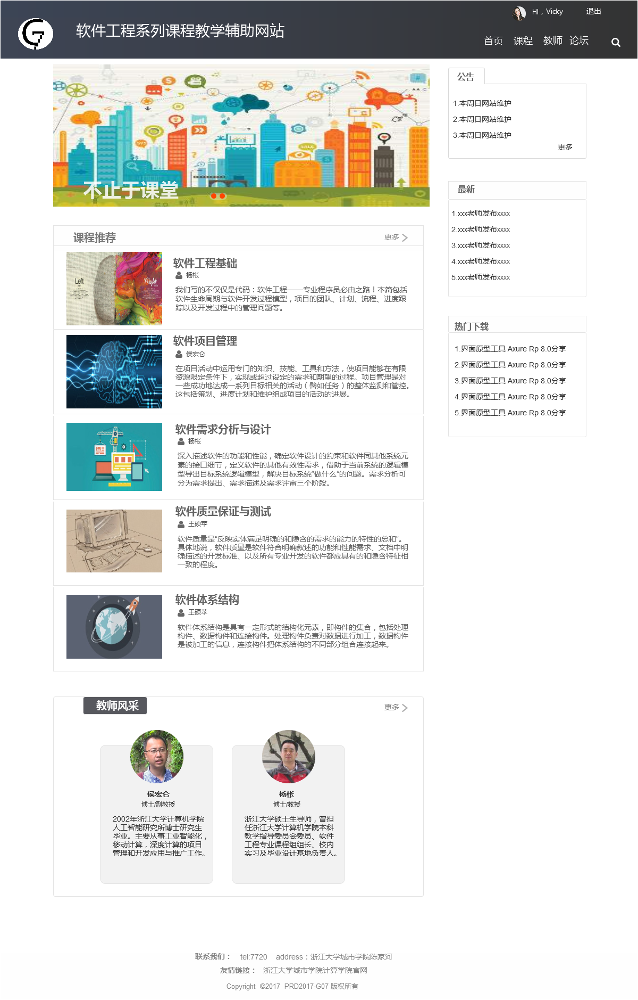 HI，Vicky
退出
软件工程系列课程教学辅助网站
首页 课程 教师 论坛
不止于课堂
公告
1.本周日网站维护
2.本周日网站维护
3.本周日网站维护
更多
最新
1.xxx老师发布xxxx
2.xxx老师发布xxxx
3.xxx老师发布xxxx
4.xxx老师发布xxxx
5.xxx老师发布xxxx
热门下载
1.界面原型工具 Axure Rp 8.0分享
2.界面原型工具 Axure Rp 8.0分享
3.界面原型工具 Axure Rp 8.0分享
4.界面原型工具 Axure Rp 8.0分享
5.界面原型工具 Axure Rp 8.0分享
课程推荐
更多
Left
Right
软件工程基础
杨枨
我们写的不仅仅是代码：软件工程——专业程序员必由之路！本篇包括
软件生命周期与软件开发过程模型，项目的团队、计划、流程、进度跟
踪以及开发过程中的管理问题等。
软件项目管理
侯宏仑
在项目活动中运用专门的知识、技能、工具和方法，使项目能够在有限
资源限定条件下，实现或超过设定的需求和期望的过程。项目管理是对
一些成功地达成一系列目标相关的活动（譬如任务）的整体监测和管控。
这包括策划、进度计划和维护组成项目的活动的进展。
软件需求分析与设计
杨枨
深入描述软件的功能和性能，确定软件设计的约束和软件同其他系统元
素的接口细节，定义软件的其他有效性需求，借助于当前系统的逻辑模
型导出目标系统逻辑模型，解决目标系统“做什么”的问题。需求分析可
分为需求提出、需求描述及需求评审三个阶段。
软件质量保证与测试
王硕苹
软件质量是“反映实体满足明确的和隐含的需求的能力的特性的总和”。
具体地说，软件质量是软件符合明确叙述的功能和性能需求、文档中明
确描述的开发标准、以及所有专业开发的软件都应具有的和隐含特征相
一致的程度。
软件体系结构
王硕苹
软件体系结构是具有一定形式的结构化元素，即构件的集合，包括处理
构件、数据构件和连接构件。处理构件负责对数据进行加工，数据构件
是被加工的信息，连接构件把体系结构的不同部分组合连接起来。
教师风采
更多
侯宏仑
博士/副教授
2002年浙江大学计算机学院
人工智能研究所博士研究生
毕业。主要从事工业智能化，
移动计算，深度计算的项目
管理和开发应用与推广工作。
杨枨
博士/教授
浙江大学硕士生导师，曾担
任浙江大学计算机学院本科
教学指导委员会委员、软件
工程专业课程组组长、校内
实习及毕业设计基地负责人。
联系我们： tel:7720 address：浙江大学城市学院陈家河
友情链接： 浙江大学城市学院计算学院官网
Copyright ©2017 PRD2017-G07 版权所有